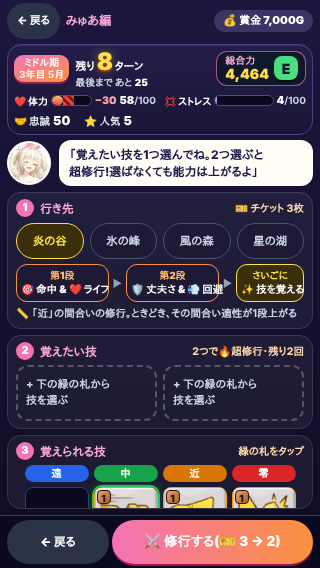 ← 戻る
みゅあ編
💰 賞金 7,000G
ミドル期
3年目 5月
残り 8 ターン
最後まで あと 25
総合力
4,464
E
❤️ 体力 −30 58/100
💢 ストレス 4/100
🤝 忠誠 50 ⭐ 人気 5
「覚えたい技を1つ選んでね。2つ選ぶと
超修行!選ばなくても能力は上がるよ」
1 行き先
🎫 チケット 3枚
炎の谷
氷の峰
風の森
星の湖
第1段
🎯 命中 & ❤️ ライフ
▶
第2段
🛡️ 丈夫さ & 💨 回避
▶
さいごに
✨ 技を覚える
📏 「近」の間合いの修行。ときどき、その間合い適性が1段上がる
2 覚えたい技
2つで🔥超修行・残り2回
+ 下の緑の札から
技を選ぶ
+ 下の緑の札から
技を選ぶ
3 覚えられる技
緑の札をタップ
遠
中
近
零
1
1
1
← 戻る
⚔️ 修行する(🎫 3 → 2)